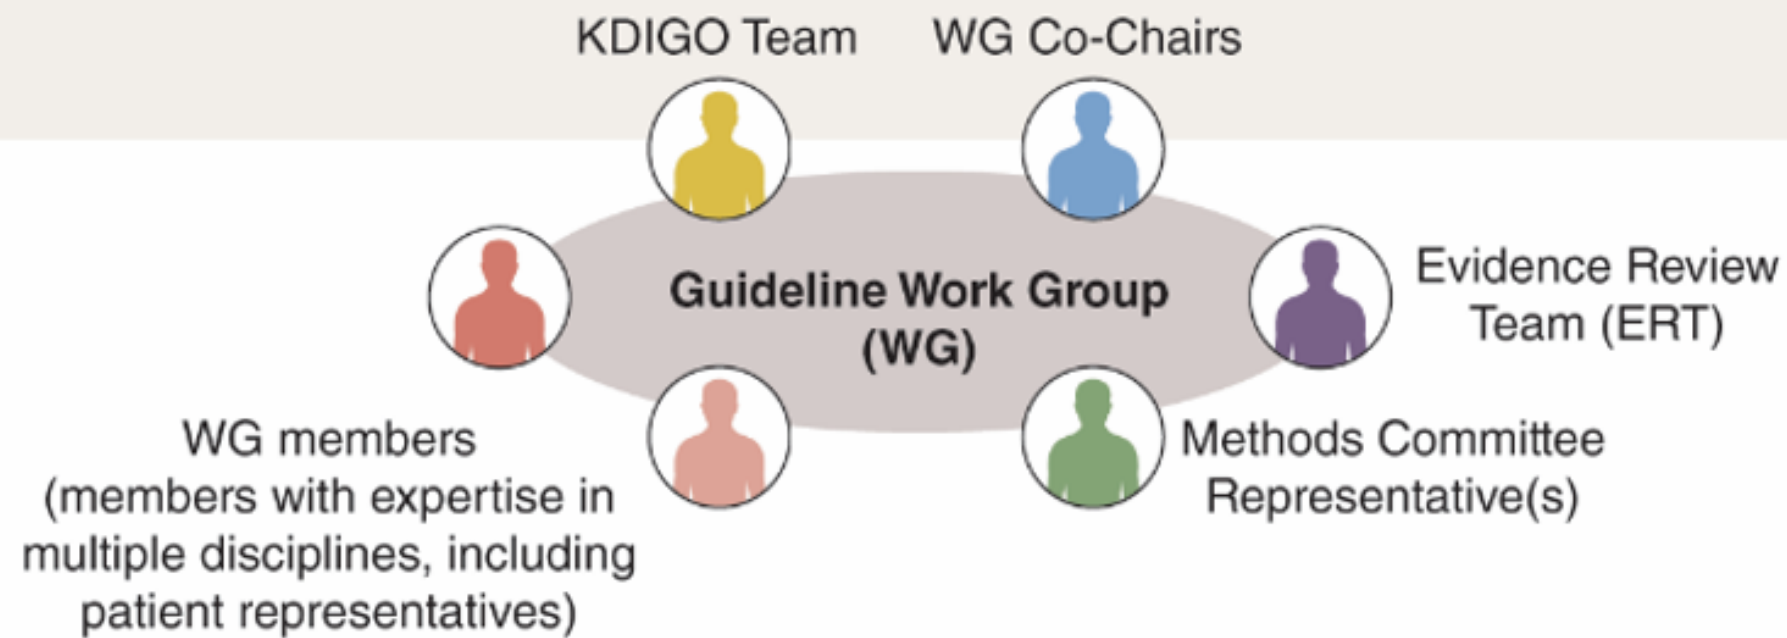 KDIGO Team
WG Co-Chairs
Guideline Work Group
(WG)
Evidence Review
Team (ERT)
WG members
(members with expertise in
multiple disciplines, including
patient representatives)
Methods Committee
Representative(s)